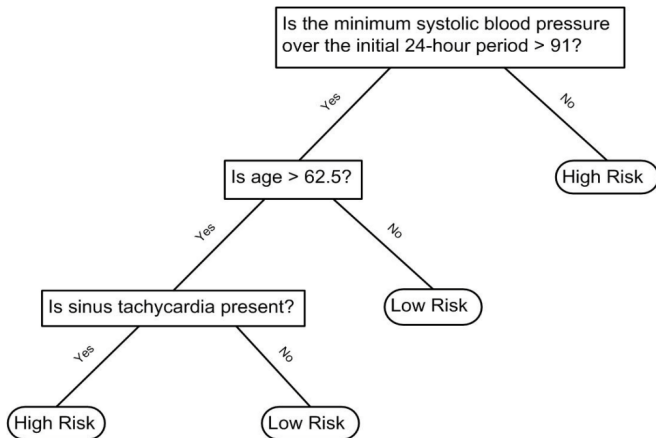 Is the minimum systolic blood pressure
over the initial 24-hour period > 91?
Yes
No
Is age > 62.5?
High Risk
Yes
No
Is sinus tachycardia present?
Low Risk
Yes
No
High Risk
Low Risk